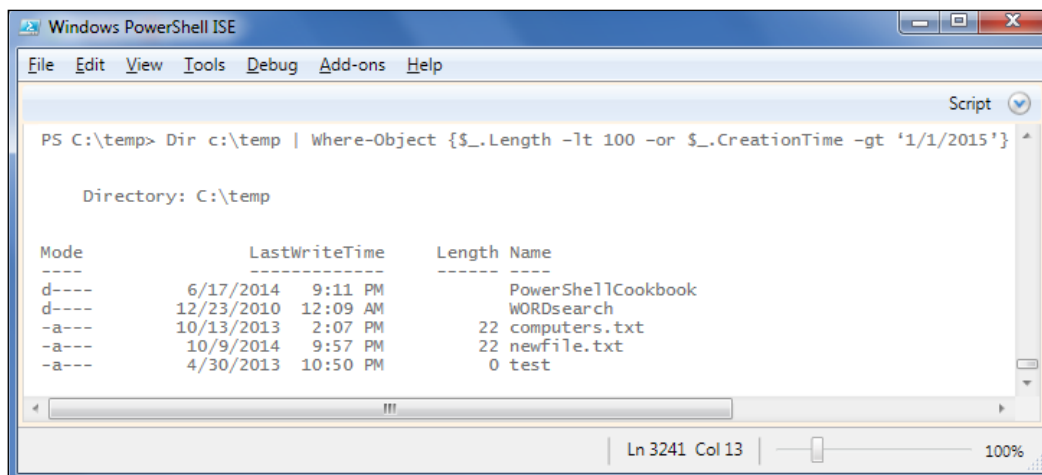 Windows PowerShell ISE
File Edit View Tools Debug Add-ons Help
Script
PS C:\temp> Dir c:\temp | Where-Object {$_.Length -lt 100 -or $_.CreationTime -gt ‘1/1/2015’}
Directory: C:\temp
Mode LastWriteTime Length Name
---- ------------- ------ ----
d---- 6/17/2014 9:11 PM PowerShellCookbook
d---- 12/23/2010 12:09 AM WORDsearch
-a--- 10/13/2013 2:07 PM 22 computers.txt
-a--- 10/9/2014 9:57 PM 22 newfile.txt
-a--- 4/30/2013 10:50 PM 0 test
Ln 3241 Col 13 100%